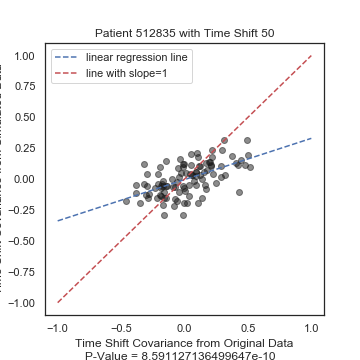 Patient 512835 with Time Shift 50
linear regression line
line with slope=1
1.00
0.75
0.50
0.25
0.00
−0.25
−0.50
−0.75
−1.00
−1.0 −0.5 0.0 0.5 1.0
Time Shift Covariance from Original Data
P-Value = 8.591127136499647e-10